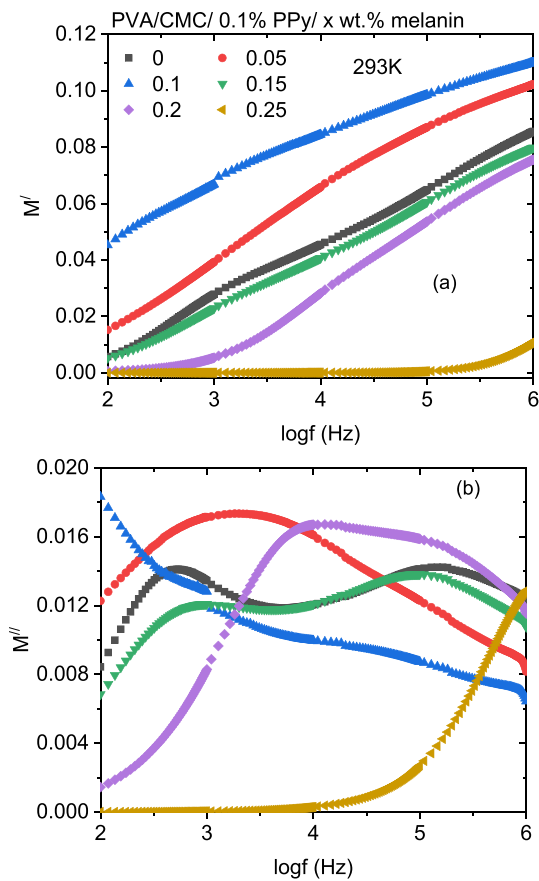 PVA/CMC/ 0.1% PPy/ x wt.% melanin
0.12
0 0.05
0.1 0.15
0.2 0.25
293K
0.10
0.08
0.06
0.04
0.02
0.00
M/
(a)
2 3 4 5 6
logf (Hz)
0.020
(b)
0.016
0.012
0.008
0.004
0.000
M//
2 3 4 5 6
logf (Hz)